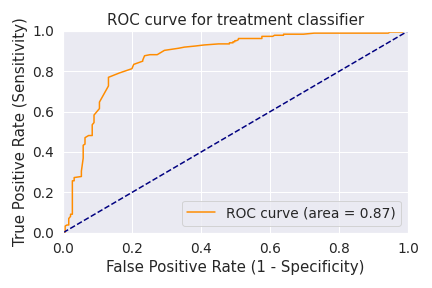 ROC curve for treatment classifier
True Positive Rate (Sensitivity)
1.0
0.8
0.6
0.4
0.2
0.0
ROC curve (area = 0.87)
0.0 0.2 0.4 0.6 0.8 1.0
False Positive Rate (1 - Specificity)